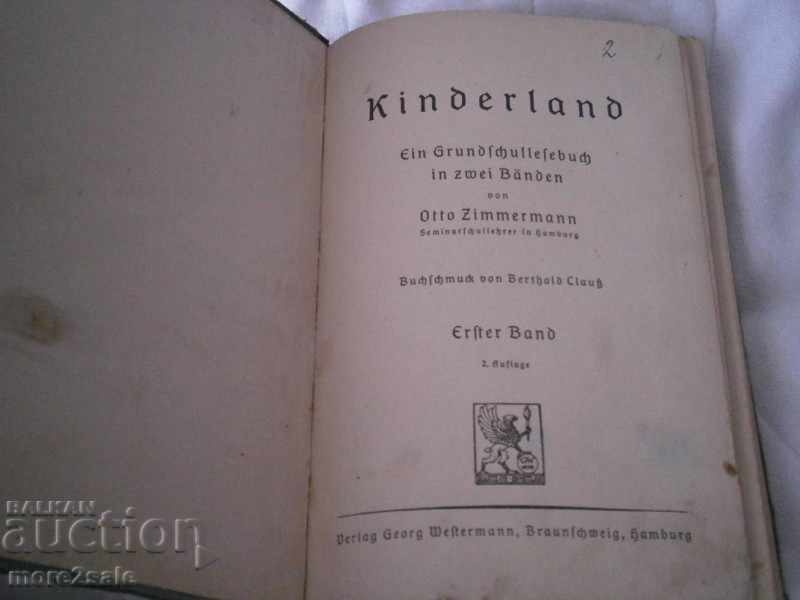 2
Kinderland
Ein Grundſchulleſebuch
in zwei Bänden
von
Otto Zimmermann
Seminarſchullehrer in Hamburg
Buchſchmuck von Berthold Clauß
Erſter Band
2. Auflage
Verlag Georg Weſtermann, Braunſchweig, Hamburg
BALKAN
auction
more2sale